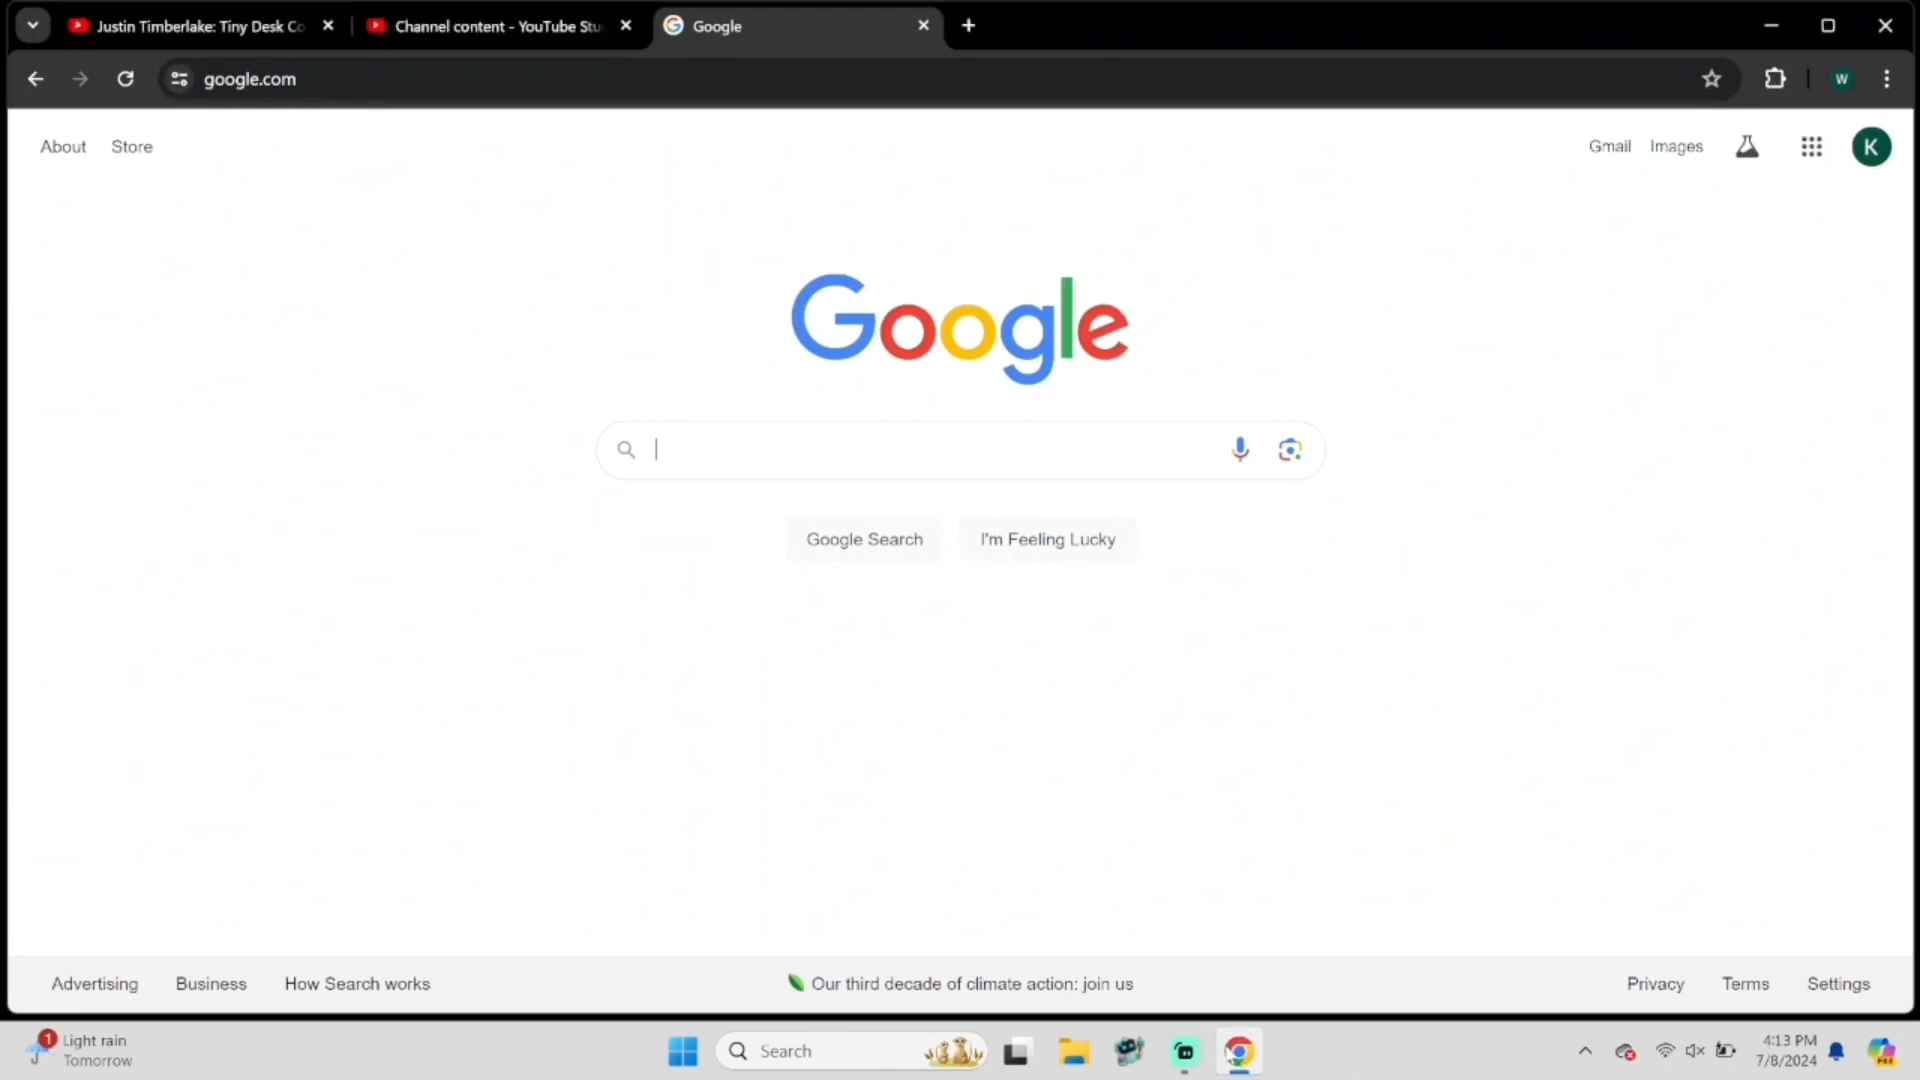 Justin Timberlake: Tiny Desk Co
Channel content - YouTube Stu
Google
google.com
W
About Store
Gmail Images
K
Google
Google Search I'm Feeling Lucky
Advertising Business How Search works
Our third decade of climate action: join us
Privacy Terms Settings
1
Light rain
Tomorrow
Search
4:13 PM
7/8/2024
PRE